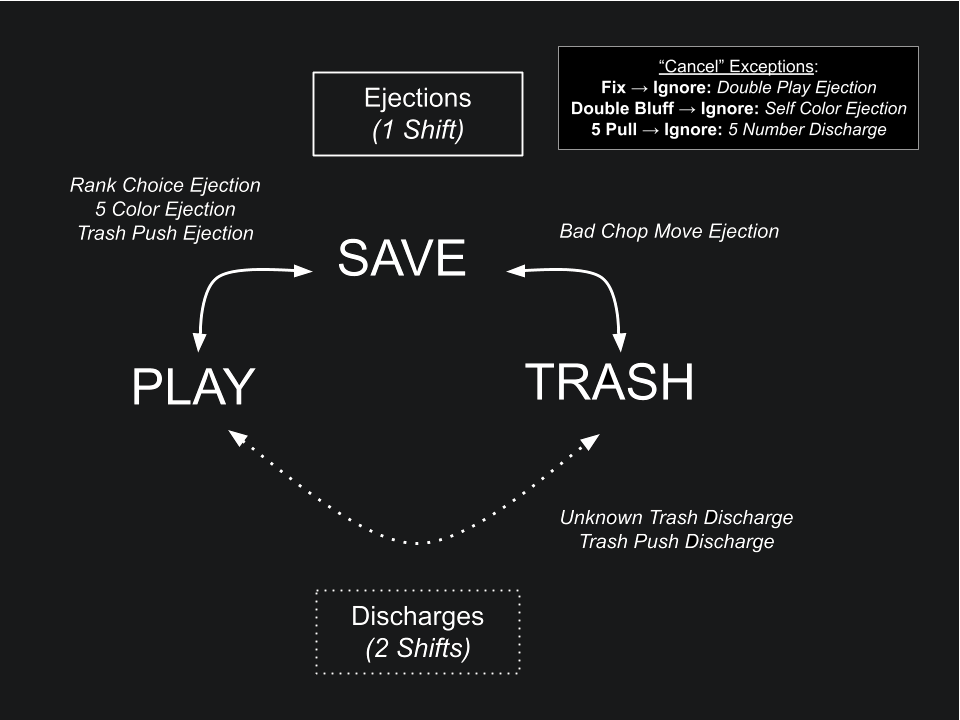 Ejections
(1 Shift)
“Cancel” Exceptions:
Fix → Ignore: Double Play Ejection
Double Bluff → Ignore: Self Color Ejection
5 Pull → Ignore: 5 Number Discharge
Rank Choice Ejection
5 Color Ejection
Trash Push Ejection
Bad Chop Move Ejection
SAVE
PLAY
TRASH
Unknown Trash Discharge
Trash Push Discharge
Discharges
(2 Shifts)